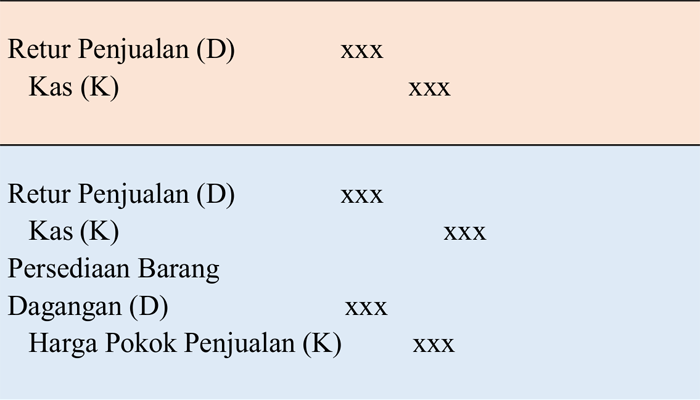 Retur Penjualan (D) xxx
Kas (K) xxx
Retur Penjualan (D) xxx
Kas (K) xxx
Persediaan Barang
Dagangan (D) xxx
Harga Pokok Penjualan (K) xxx